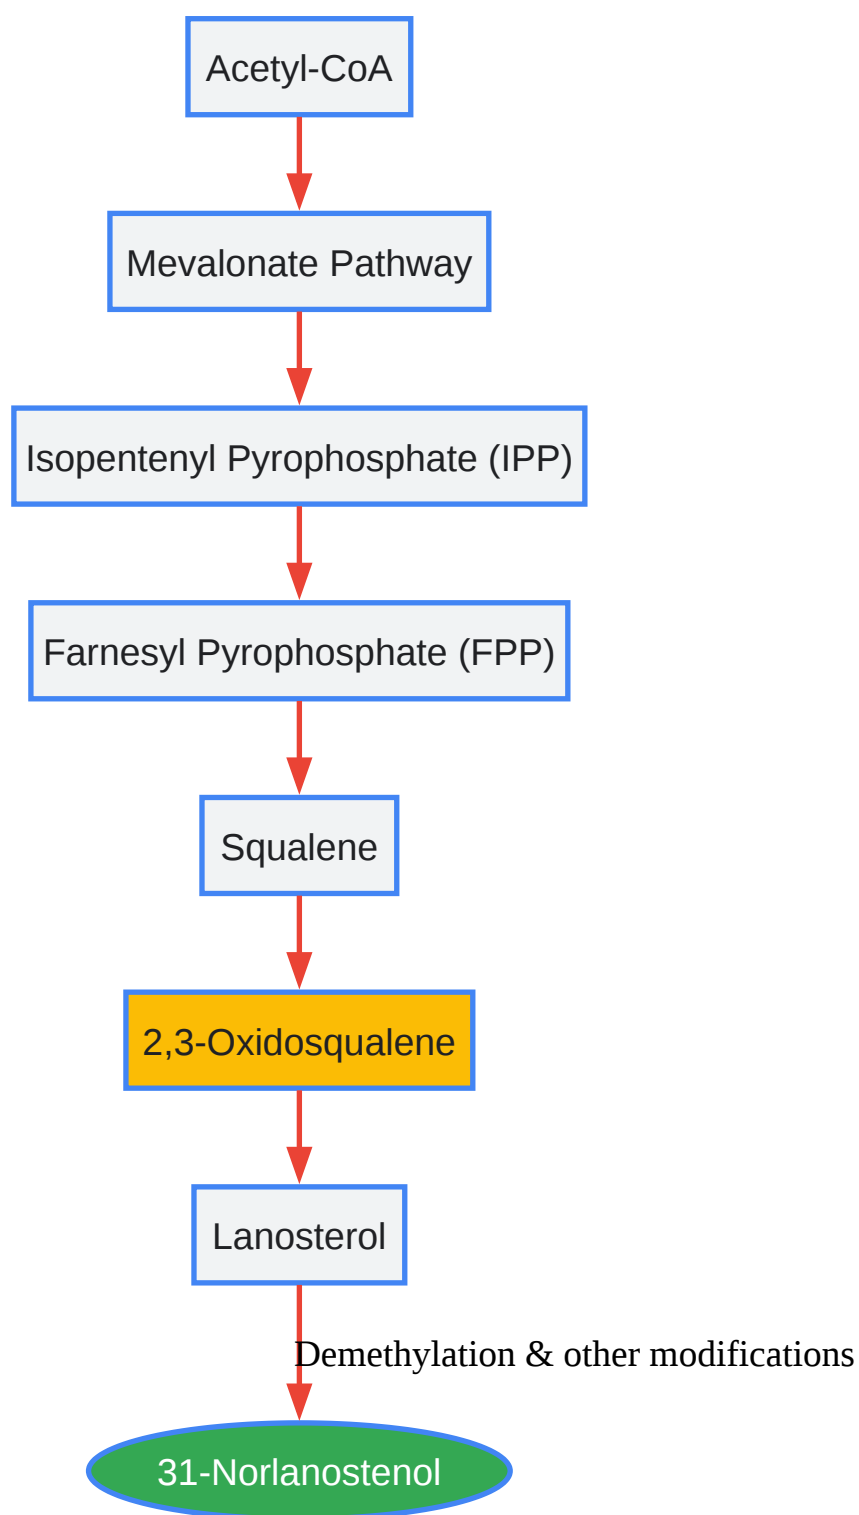 Acetyl-CoA
Mevalonate Pathway
Isopentenyl Pyrophosphate (IPP)
Farnesyl Pyrophosphate (FPP)
Squalene
2,3-Oxidosqualene
Lanosterol
Demethylation & other modifications
31-Norlanostenol